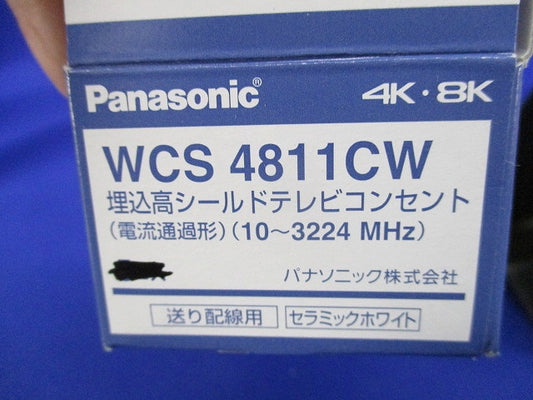 Panasonic® 4K・8K
WCS 4811CW
埋込高シールドテレビコンセント
(電流通過形)(10〜3224 MHz)
パナソニック株式会社
送り配線用 セラミックホワイト